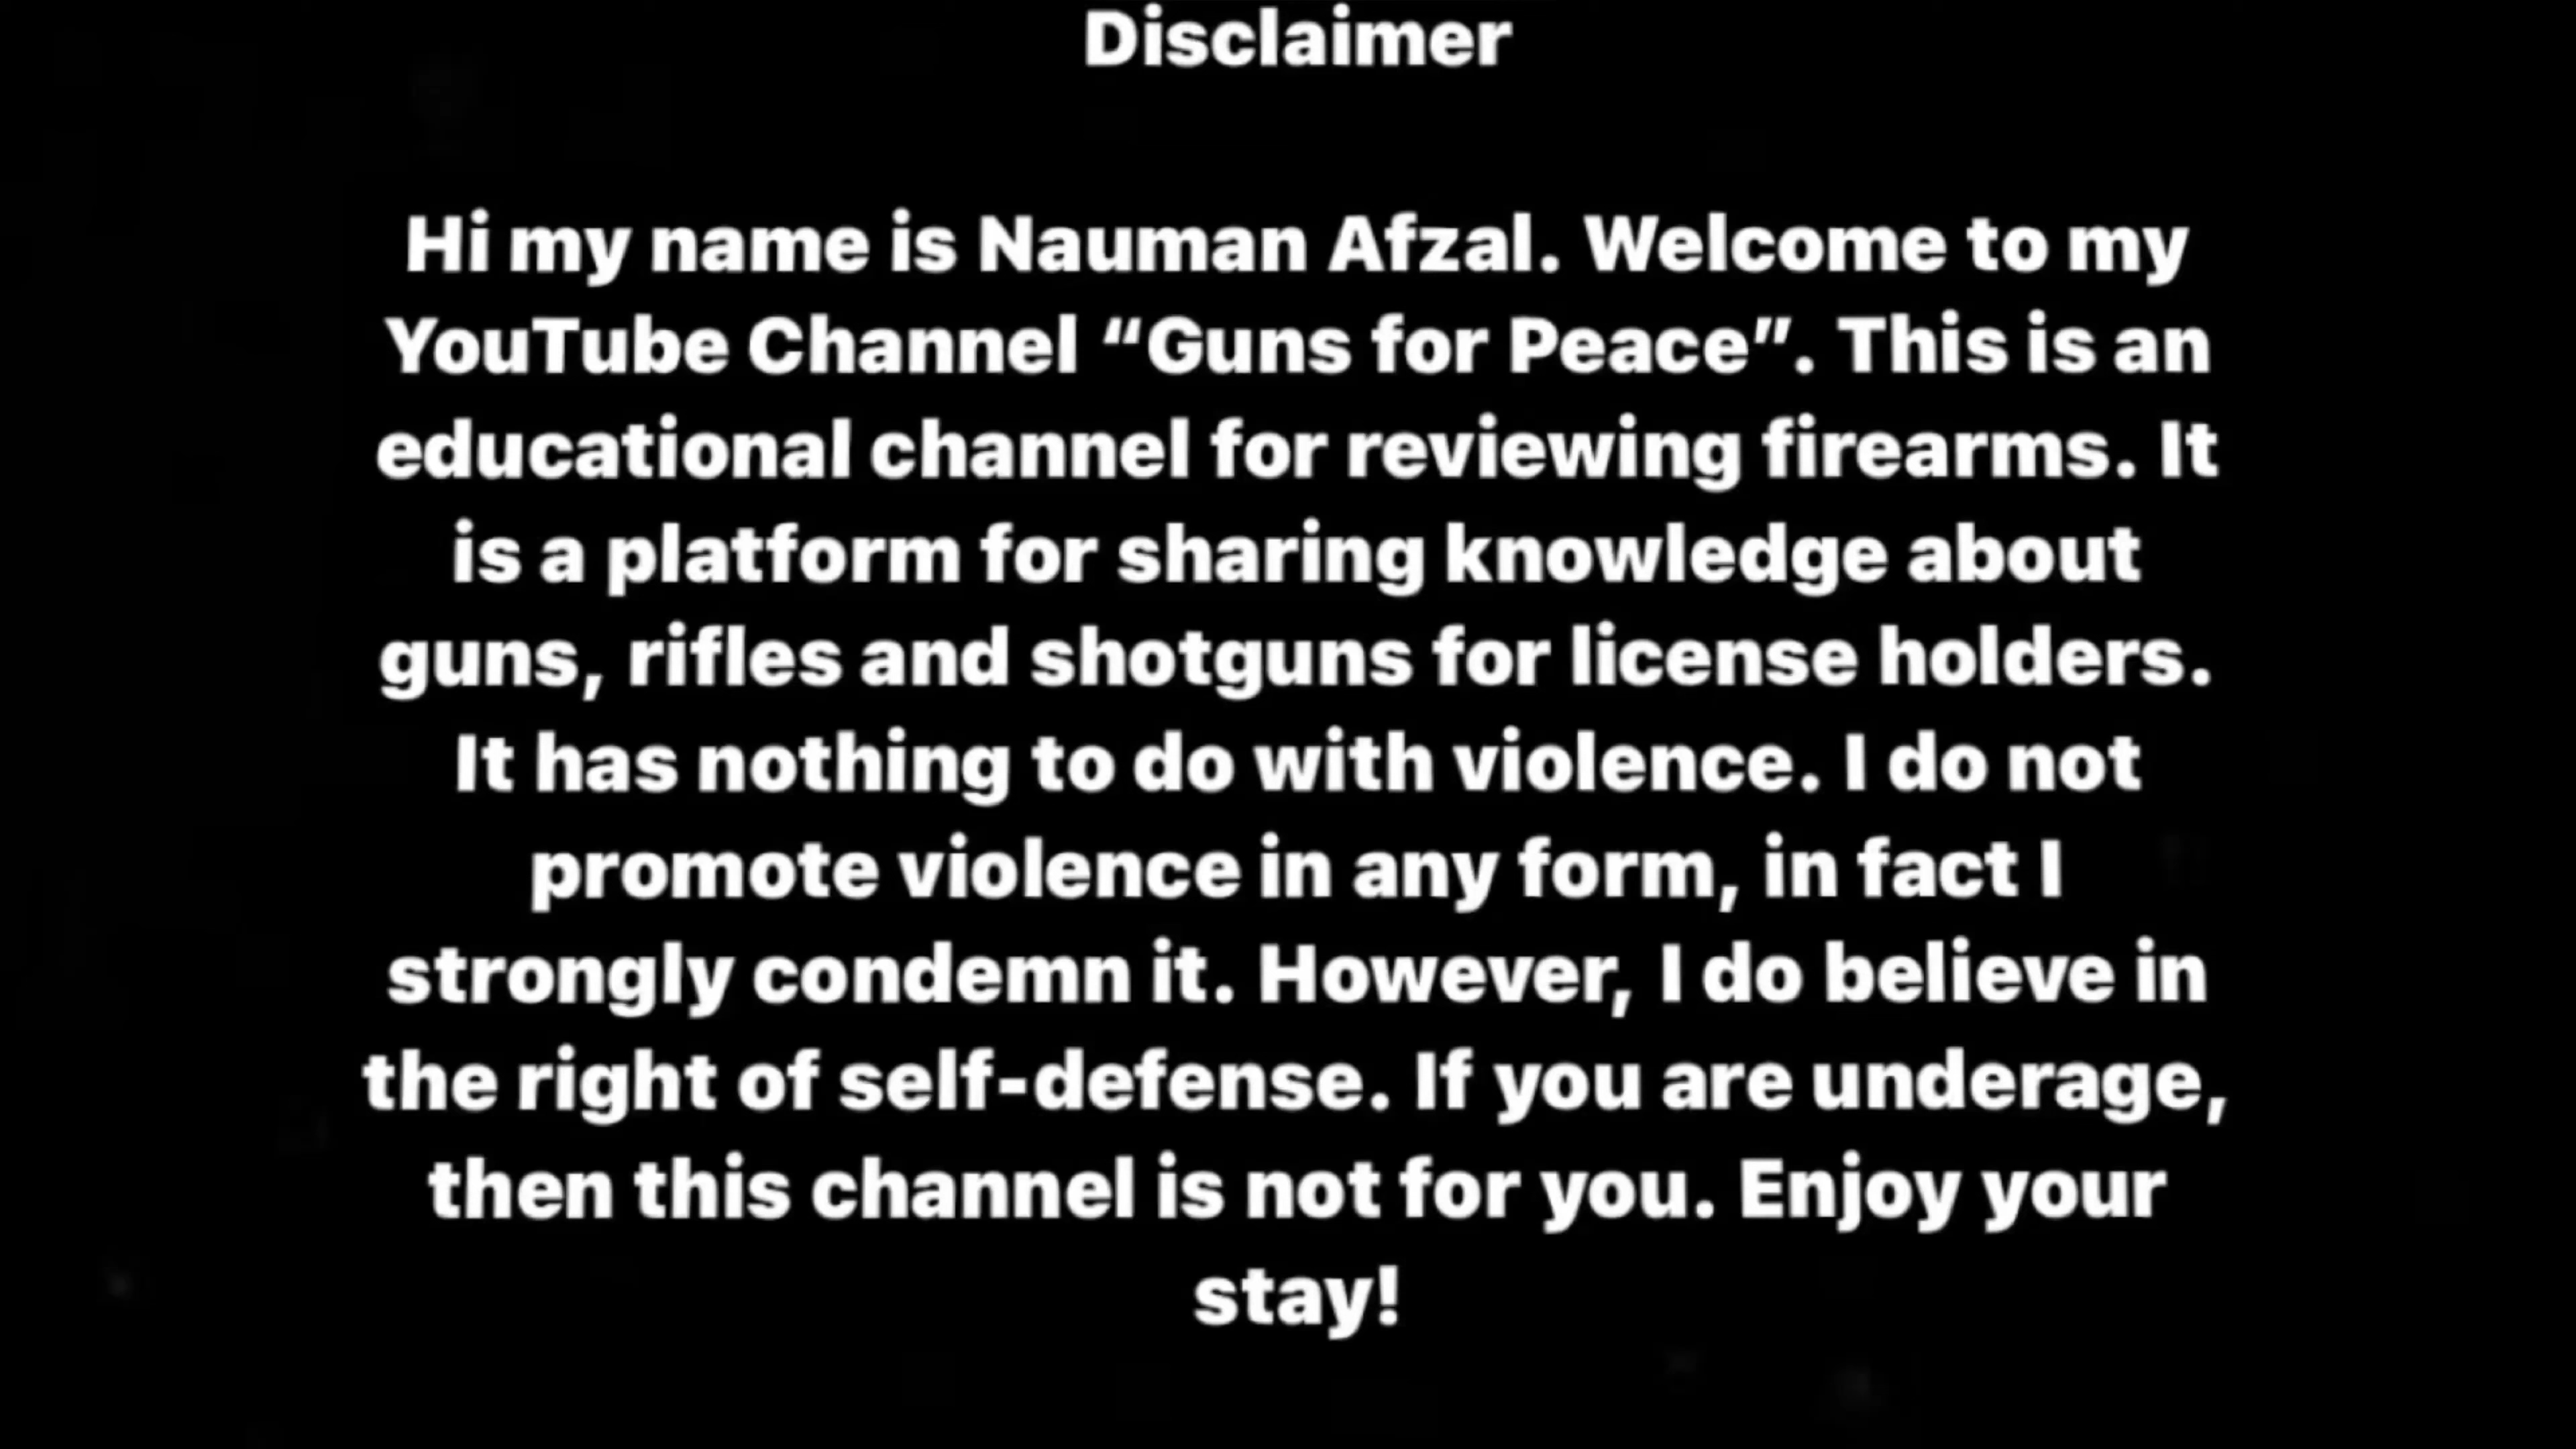 Disclaimer
Hi my name is Nauman Afzal. Welcome to my
YouTube Channel “Guns for Peace”. This is an
educational channel for reviewing firearms. It
is a platform for sharing knowledge about
guns, rifles and shotguns for license holders.
It has nothing to do with violence. I do not
promote violence in any form, in fact I
strongly condemn it. However, I do believe in
the right of self-defense. If you are underage,
then this channel is not for you. Enjoy your
stay!